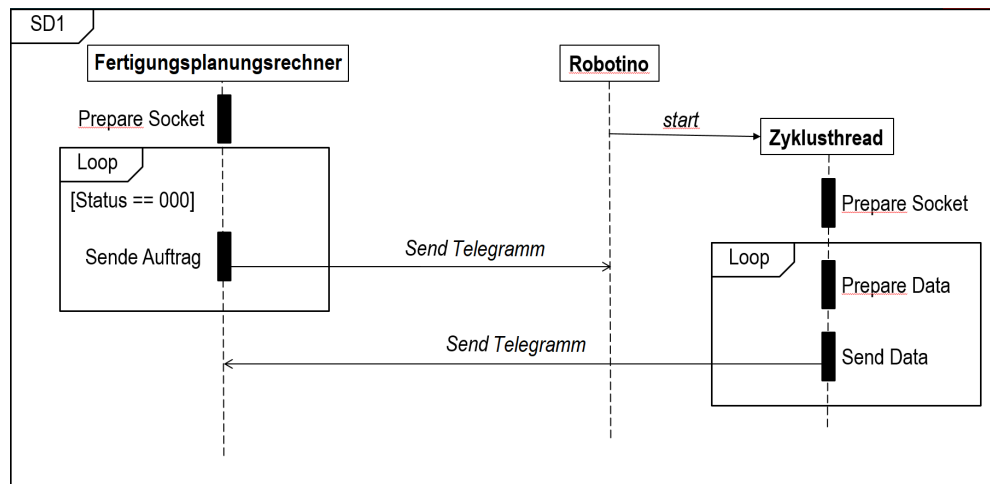 SD1
Fertigungsplanungsrechner
Robotino
start
Zyklusthread
Prepare Socket
Loop
[Status == 000]
Prepare Socket
Sende Auftrag
Send Telegramm
Loop
Prepare Data
Send Telegramm
Send Data